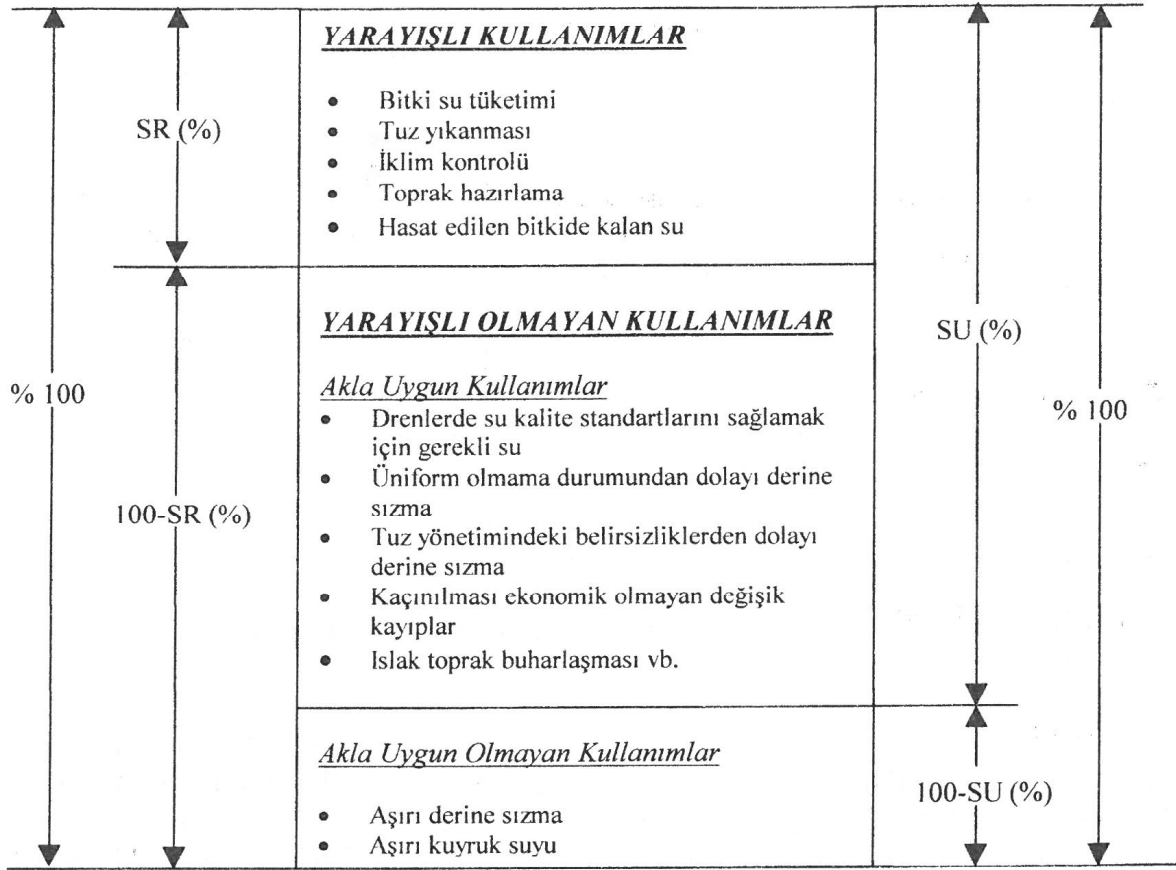 YARAYIŞLI KULLANIMLAR
• Bitki su tüketimi
• Tuz yıkanması
• İklim kontrolü
• Toprak hazırlama
• Hasat edilen bitkide kalan su
SR (%)
YARAYIŞLI OLMAYAN KULLANIMLAR
Akla Uygun Kullanımlar
• Drenlerde su kalite standartlarını sağlamak
için gerekli su
• Üniform olmama durumundan dolayı derine
sızma
• Tuz yönetimindeki belirsizliklerden dolayı
derine sızma
• Kaçınılması ekonomik olmayan değişik
kayıplar
• Islak toprak buharlaşması vb.
% 100
100-SR (%)
SU (%)
% 100
Akla Uygun Olmayan Kullanımlar
• Aşırı derine sızma
• Aşırı kuyruk suyu
100-SU (%)